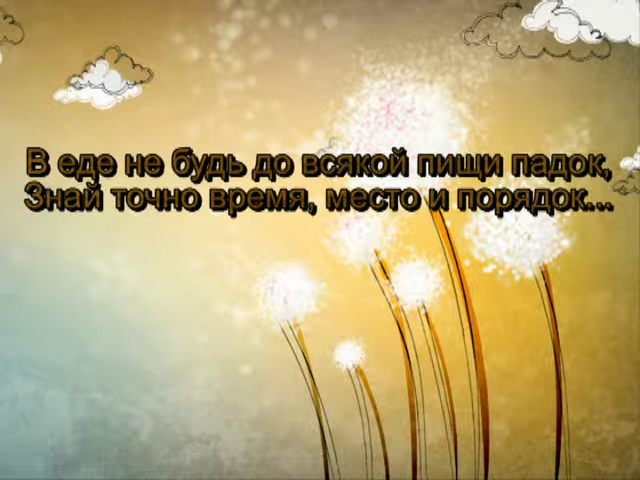 В еде не будь до всякой пищи падок,
Знай точно время, место и порядок...